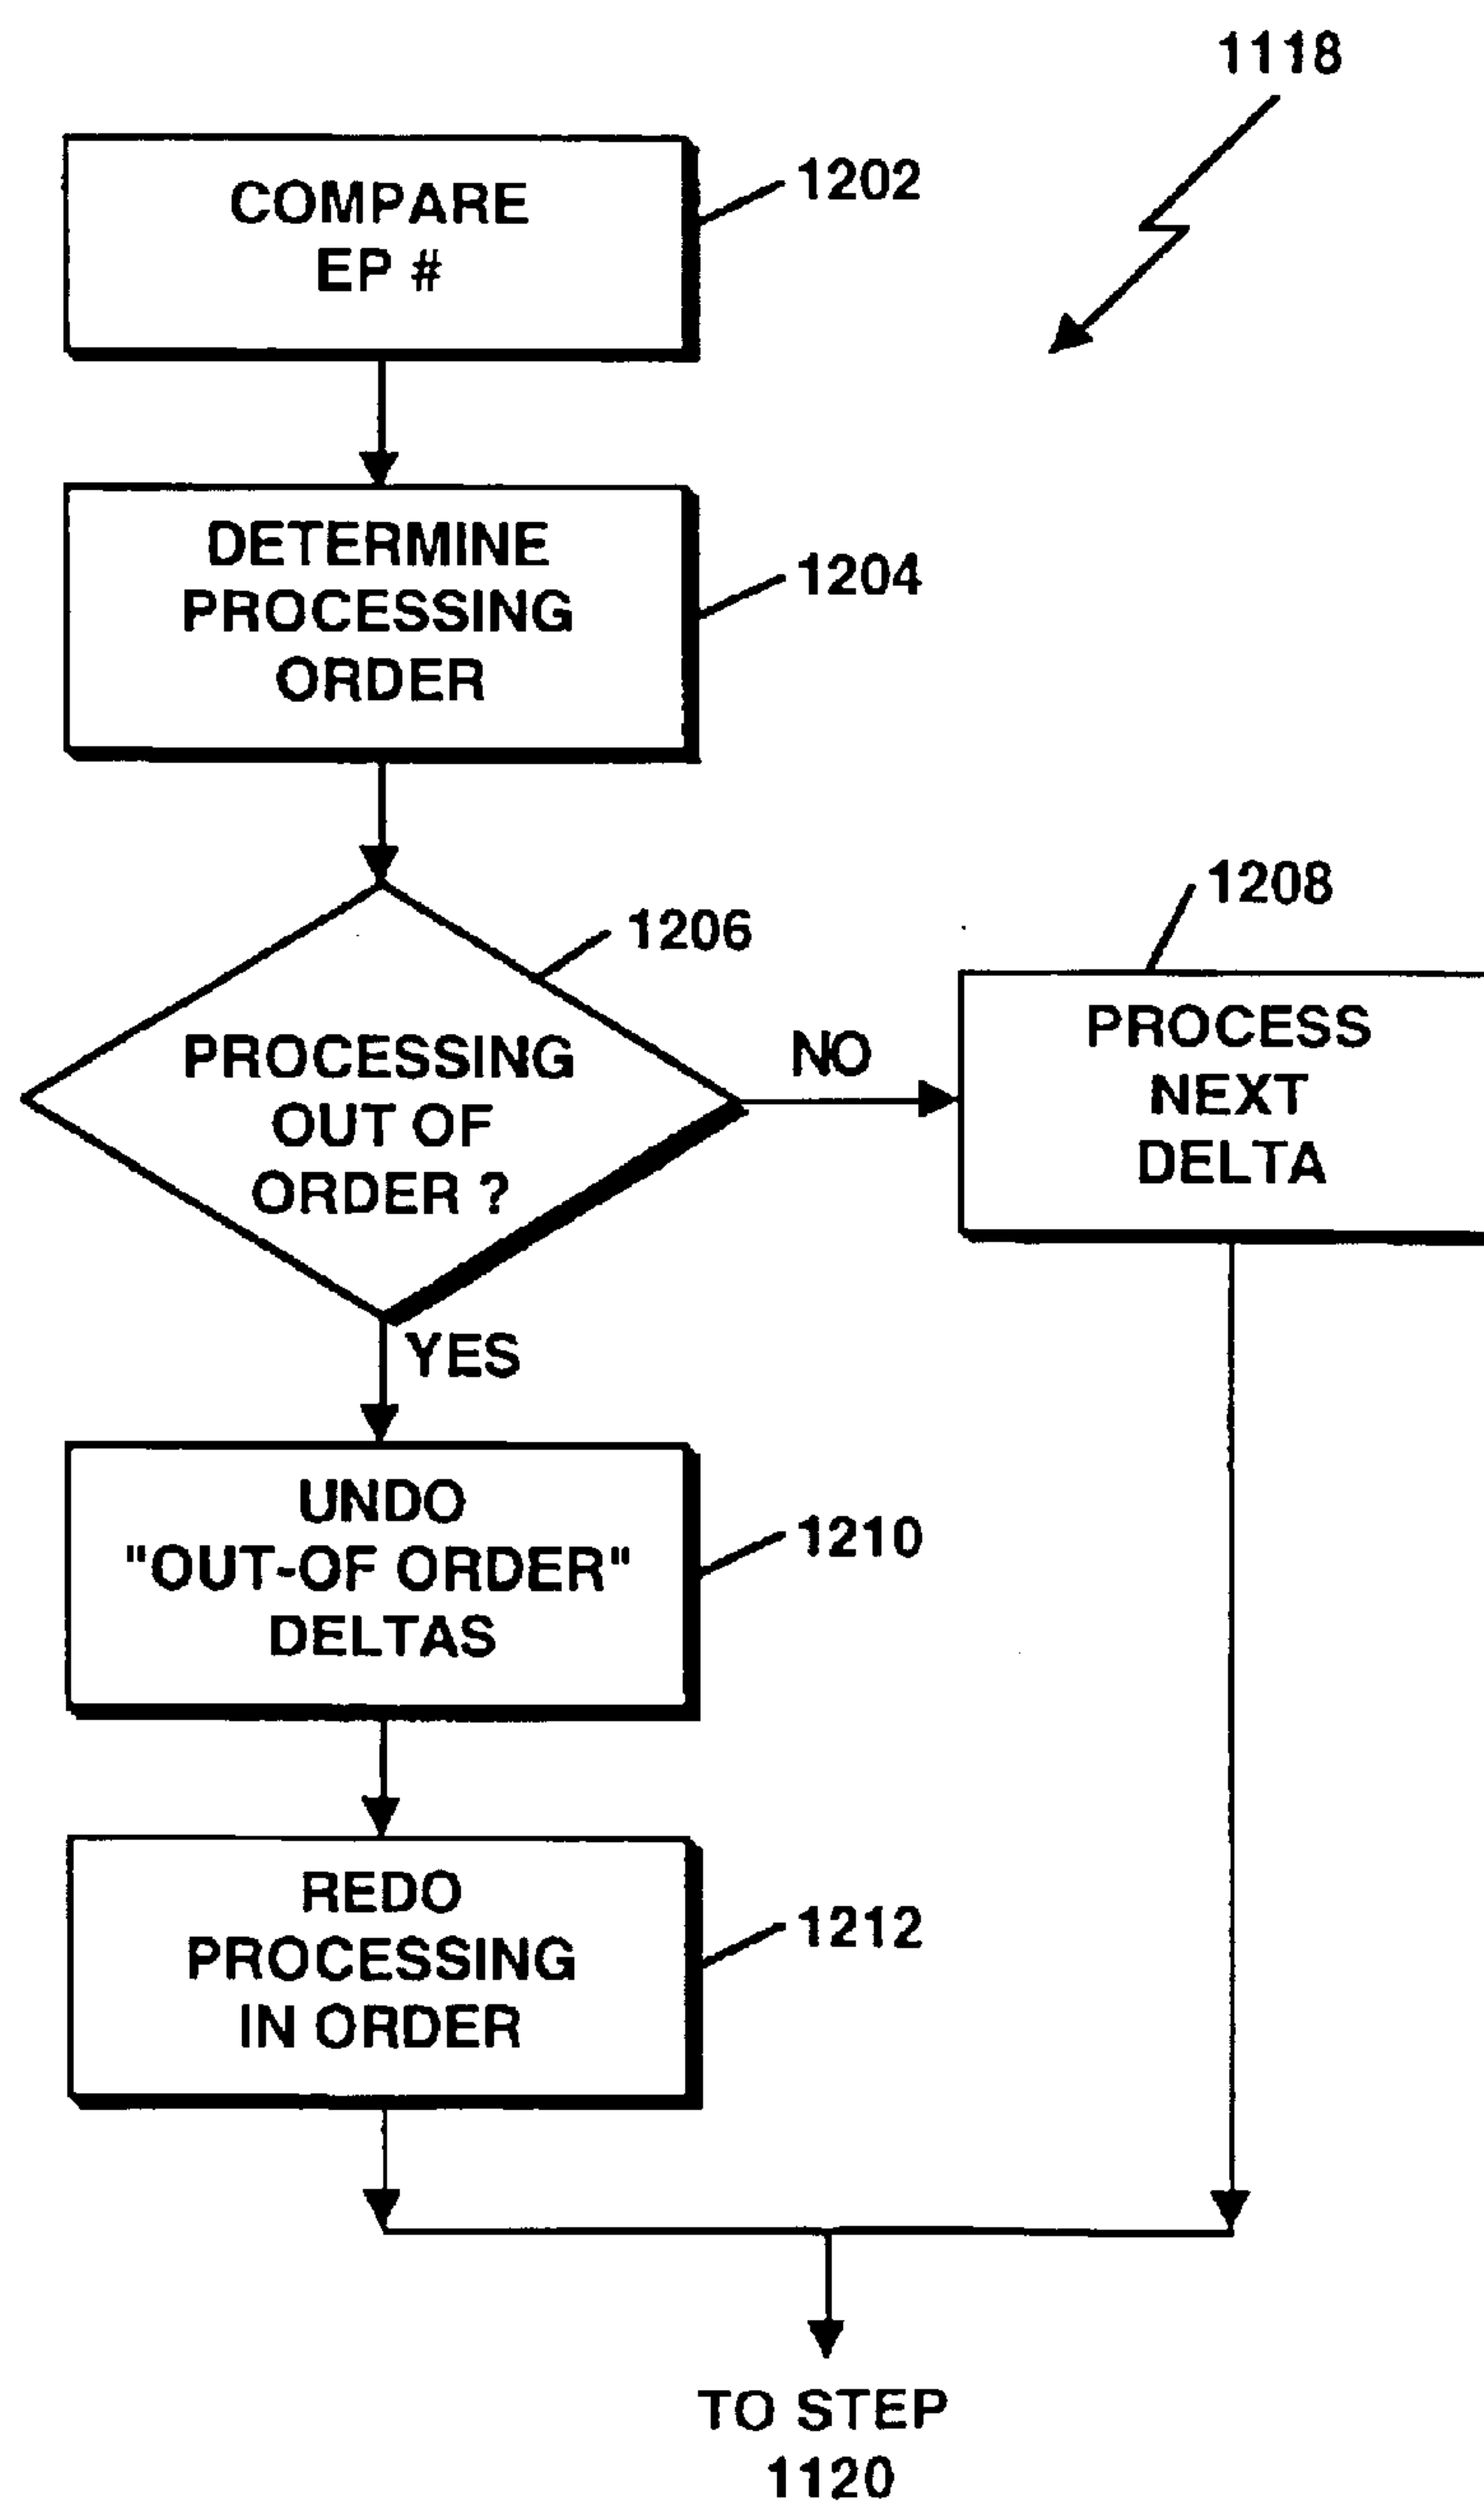 1118
COMPARE
EP #
1202
DETERMINE
PROCESSING
ORDER
1204
1206
PROCESSING
OUT OF
ORDER ?
NO
1208
PROCESS
NEXT
DELTA
YES
UNDO
"OUT-OF ORDER"
DELTAS
1210
REDO
PROCESSING
IN ORDER
1212
TO STEP
1120